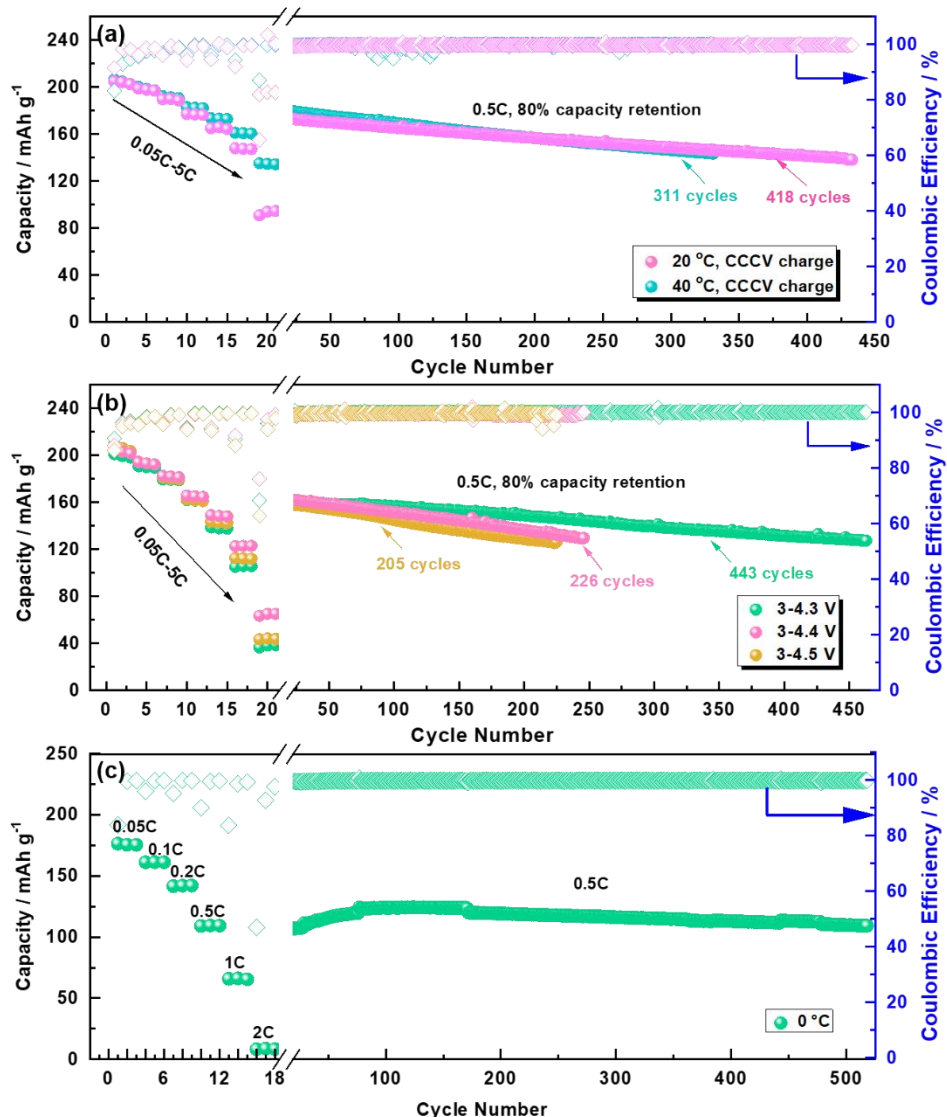 (a)
Capacity / mAh g⁻¹
240
200
160
120
80
40
0
0.05C-5C
0.5C, 80% capacity retention
311 cycles
418 cycles
20 °C, CCCV charge
40 °C, CCCV charge
100
80
60
40
20
0
Coulombic Efficiency / %
0 5 10 15 20 50 100 150 200 250 300 350 400 450
Cycle Number
(b)
Capacity / mAh g⁻¹
240
200
160
120
80
40
0
0.05C-5C
0.5C, 80% capacity retention
205 cycles
226 cycles
443 cycles
3-4.3 V
3-4.4 V
3-4.5 V
100
80
60
40
20
0
Coulombic Efficiency / %
0 5 10 15 20 50 100 150 200 250 300 350 400 450
Cycle Number
(c)
Capacity / mAh g⁻¹
250
200
150
100
50
0
0.05C
0.1C
0.2C
0.5C
1C
2C
0.5C
0 °C
100
80
60
40
20
0
Coulombic Efficiency / %
0 3 6 9 12 15 18 100 200 300 400 500
Cycle Number